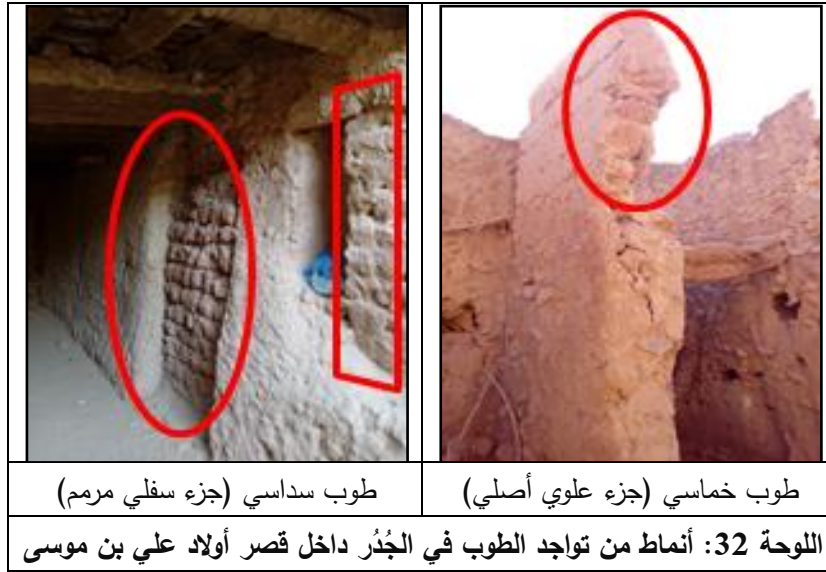 طوب خماسي (جزء علوي أصلي)
طوب سداسي (جزء سفلي مرمم)
اللوحة 32: أنماط من تواجد الطوب في الجُدُر داخل قصر أولاد علي بن موسى